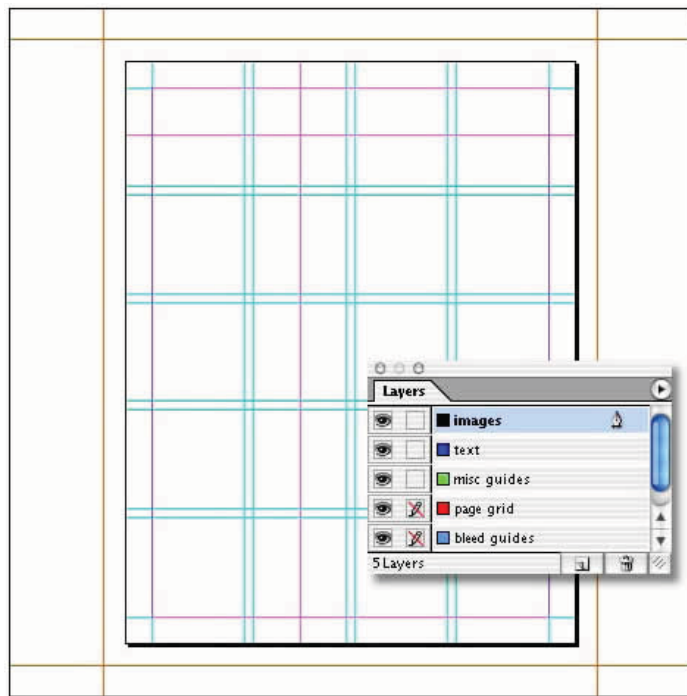 Layers
images
text
misc guides
page grid
bleed guides
5 Layers